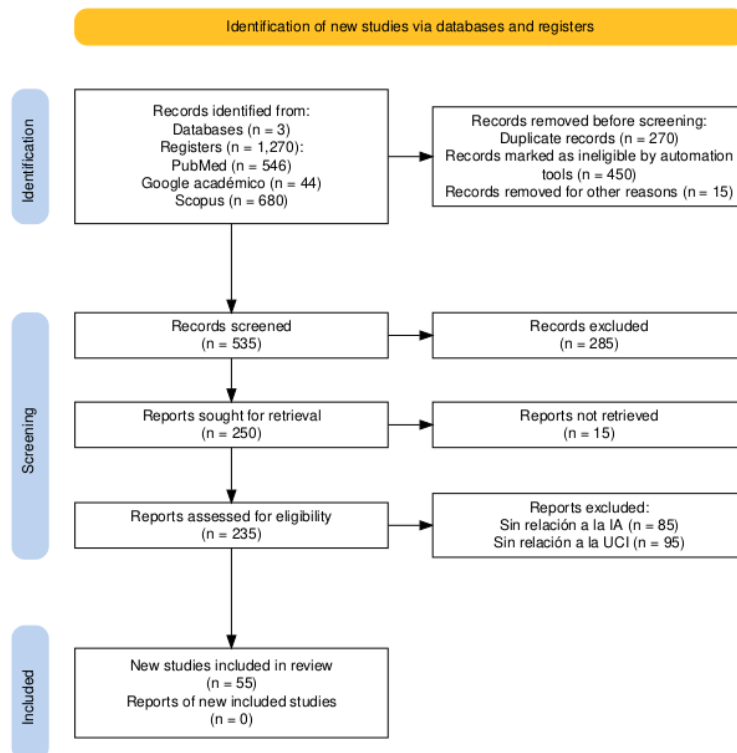 Identification of new studies via databases and registers
Identification
Records identified from:
Databases (n = 3)
Registers (n = 1,270):
PubMed (n = 546)
Google académico (n = 44)
Scopus (n = 680)
Records removed before screening:
Duplicate records (n = 270)
Records marked as ineligible by automation
tools (n = 450)
Records removed for other reasons (n = 15)
Screening
Records screened
(n = 535)
Records excluded
(n = 285)
Reports sought for retrieval
(n = 250)
Reports not retrieved
(n = 15)
Reports assessed for eligibility
(n = 235)
Reports excluded:
Sin relación a la IA (n = 85)
Sin relación a la UCI (n = 95)
Included
New studies included in review
(n = 55)
Reports of new included studies
(n = 0)